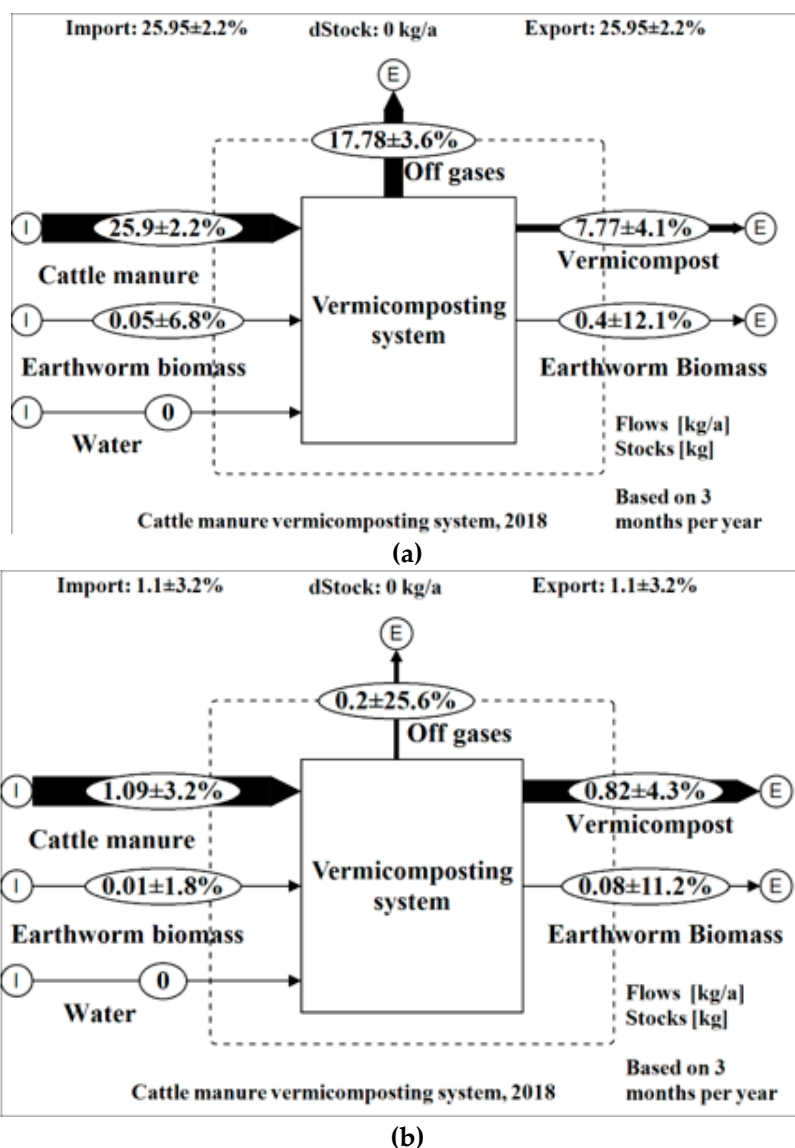 Import: 25.95±2.2% dStock: 0 kg/a Export: 25.95±2.2%
E
17.78±3.6%
Off gases
I 25.9±2.2% 7.77±4.1% E
Cattle manure Vermicompost
Vermicomposting
system
I 0.05±6.8% 0.4±12.1% E
Earthworm biomass Earthworm Biomass
I 0
Water
Flows [kg/a]
Stocks [kg]
Based on 3
months per year
Cattle manure vermicomposting system, 2018
(a)
Import: 1.1±3.2% dStock: 0 kg/a Export: 1.1±3.2%
E
0.2±25.6%
Off gases
I 1.09±3.2% 0.82±4.3% E
Cattle manure Vermicompost
Vermicomposting
system
I 0.01±1.8% 0.08±11.2% E
Earthworm biomass Earthworm Biomass
I 0
Water
Flows [kg/a]
Stocks [kg]
Based on 3
months per year
Cattle manure vermicomposting system, 2018
(b)